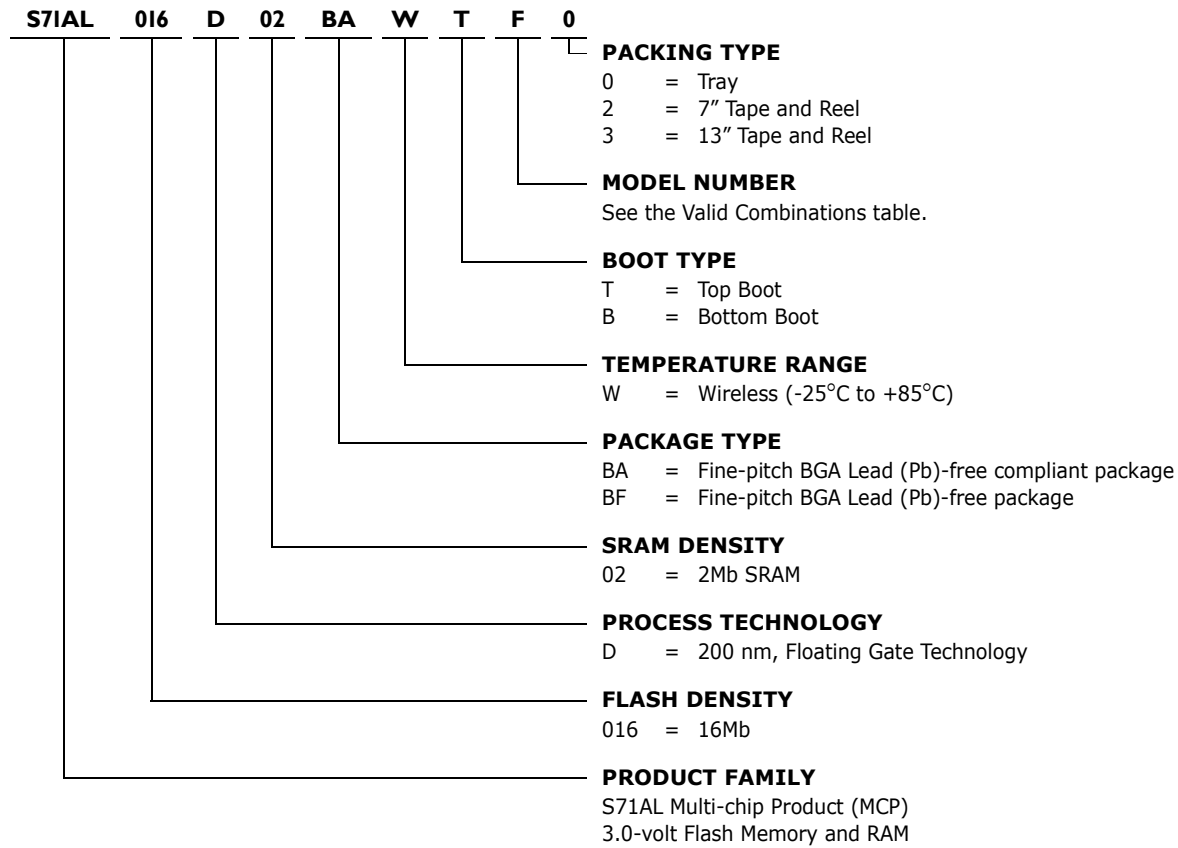 S71AL 016 D 02 BA W T F 0
PACKING TYPE
0 = Tray
2 = 7″ Tape and Reel
3 = 13″ Tape and Reel
MODEL NUMBER
See the Valid Combinations table.
BOOT TYPE
T = Top Boot
B = Bottom Boot
TEMPERATURE RANGE
W = Wireless (-25°C to +85°C)
PACKAGE TYPE
BA = Fine-pitch BGA Lead (Pb)-free compliant package
BF = Fine-pitch BGA Lead (Pb)-free package
SRAM DENSITY
02 = 2Mb SRAM
PROCESS TECHNOLOGY
D = 200 nm, Floating Gate Technology
FLASH DENSITY
016 = 16Mb
PRODUCT FAMILY
S71AL Multi-chip Product (MCP)
3.0-volt Flash Memory and RAM